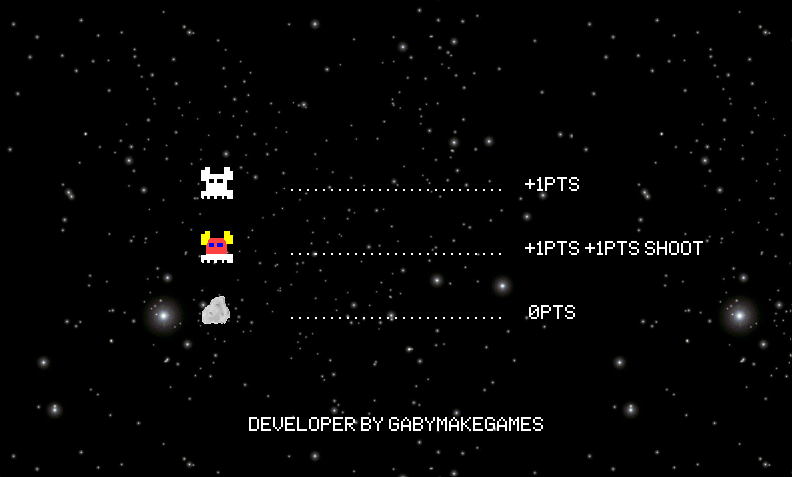 ........................... +1PTS
........................... +1PTS +1PTS SHOOT
........................... 0PTS
DEVELOPER BY GABYMAKEGAMES